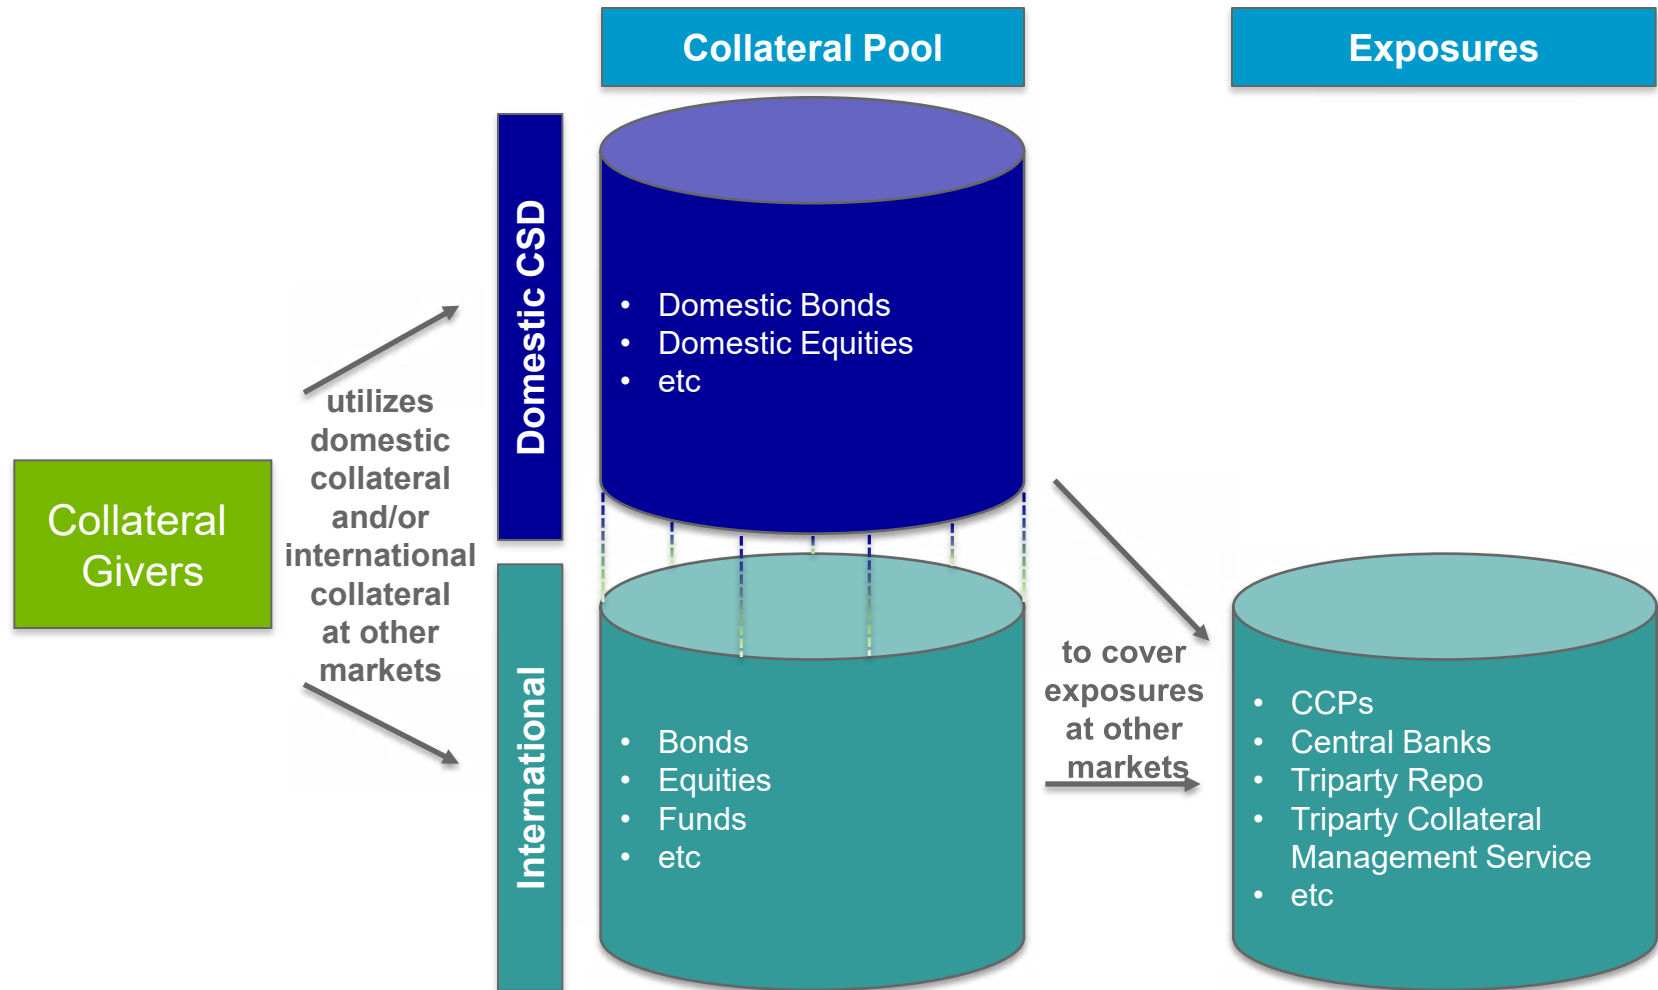 Collateral Pool
Exposures
Collateral
Givers
utilizes
domestic
collateral
and/or
international
collateral
at other
markets
Domestic CSD
• Domestic Bonds
• Domestic Equities
• etc
International
• Bonds
• Equities
• Funds
• etc
to cover
exposures
at other
markets
• CCPs
• Central Banks
• Triparty Repo
• Triparty Collateral
Management Service
• etc